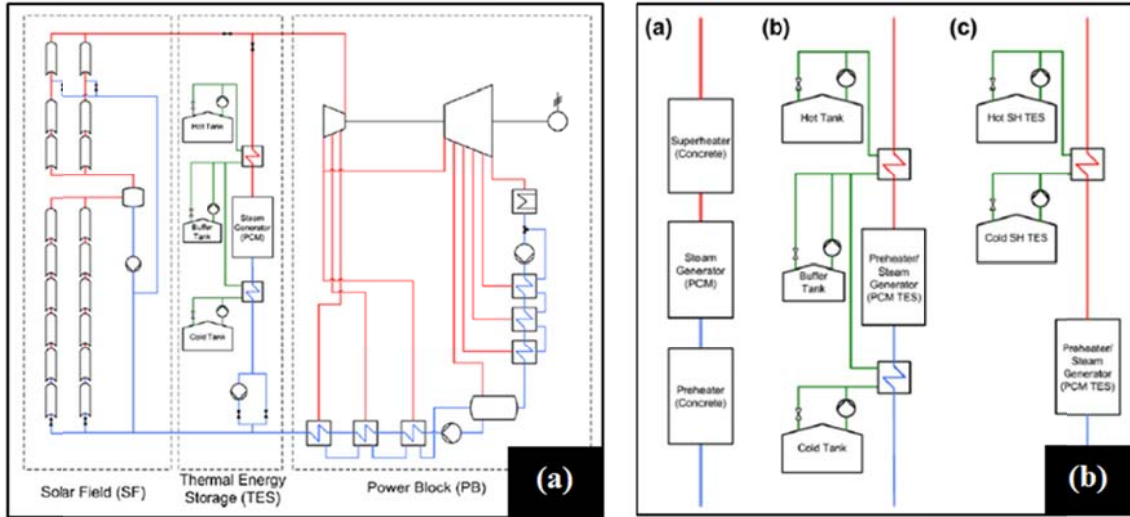 Hot Tank
Buffer
Tank
Steam
Generator
(PCM)
Cold Tank
Solar Field (SF)
Thermal Energy
Storage (TES)
Power Block (PB)
(a)
(a)
Superheater
(Concrete)
Steam
Generator
(PCM)
Preheater
(Concrete)
(b)
Hot Tank
Buffer
Tank
Preheater/
Steam
Generator
(PCM TES)
Cold Tank
(c)
Hot SH TES
Cold SH TES
Preheater/
Steam
Generator
(PCM TES)
(b)